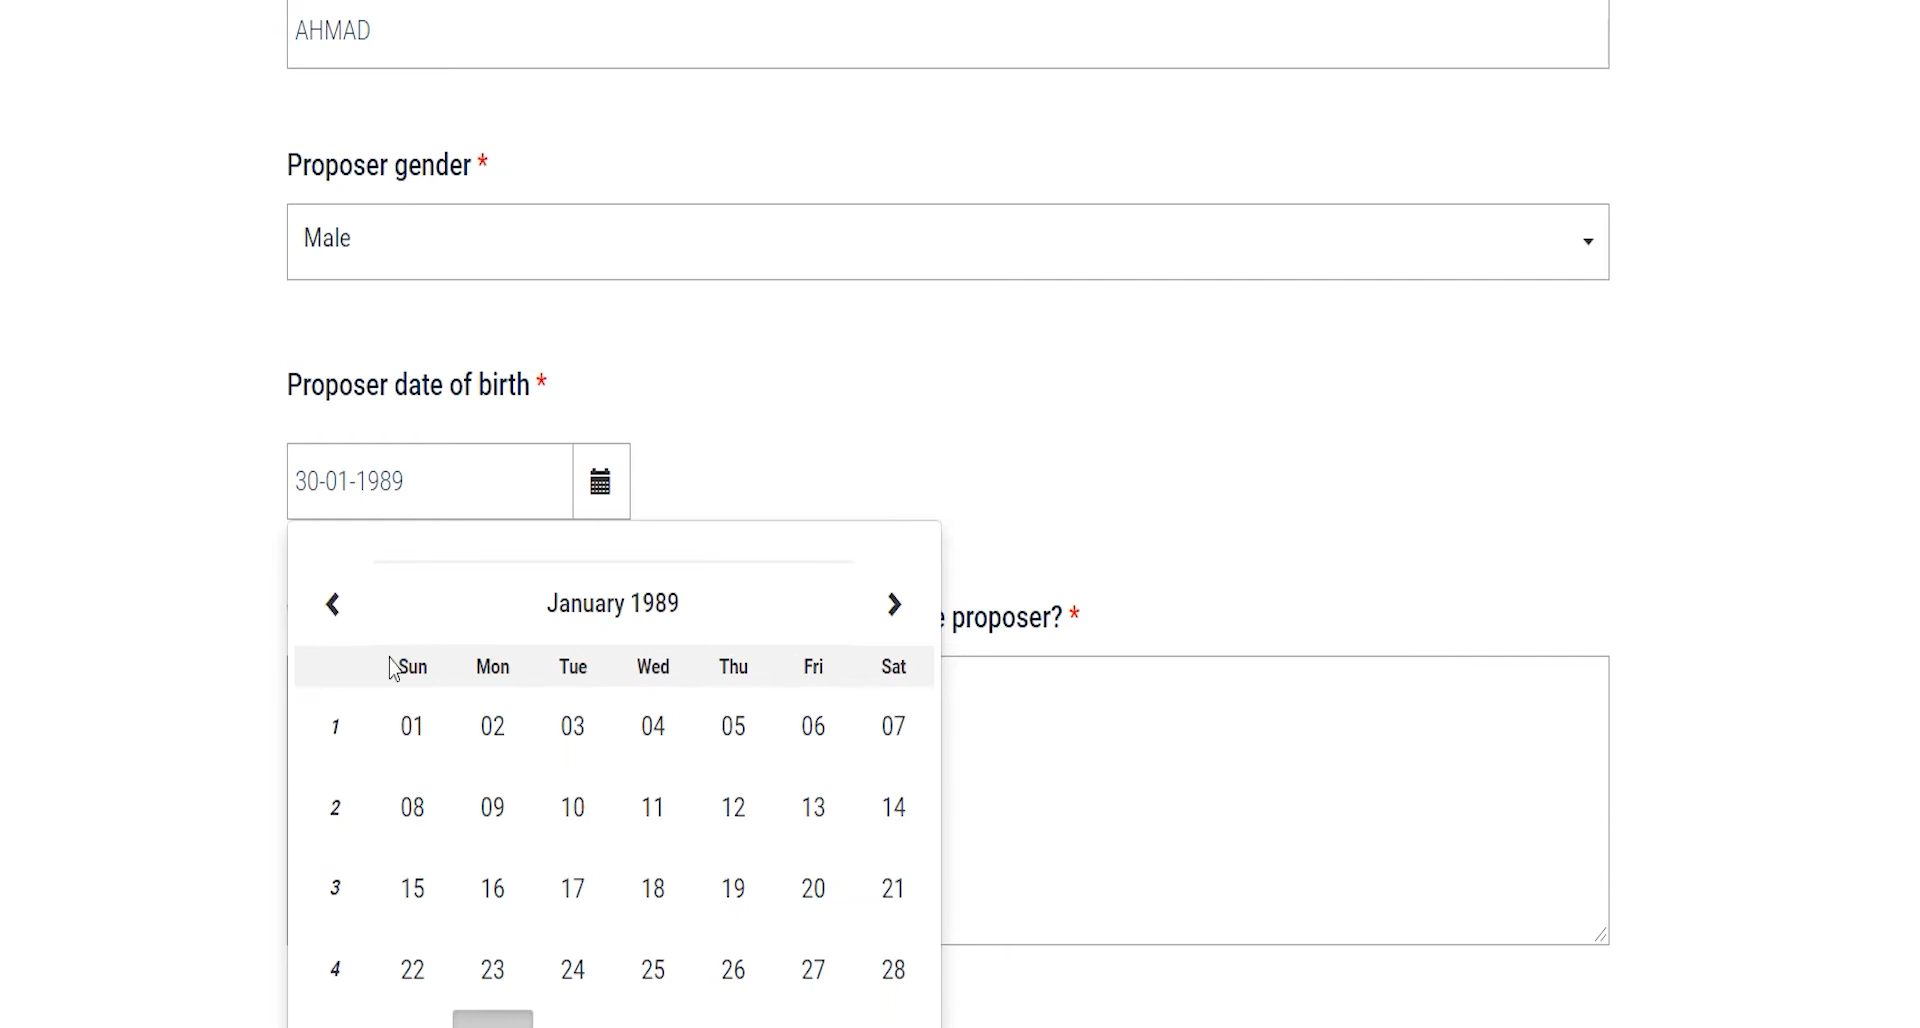 AHMAD
Proposer gender *
Male
Proposer date of birth *
30-01-1989
January 1989
proposer? *
Sun Mon Tue Wed Thu Fri Sat
1 01 02 03 04 05 06 07
2 08 09 10 11 12 13 14
3 15 16 17 18 19 20 21
4 22 23 24 25 26 27 28